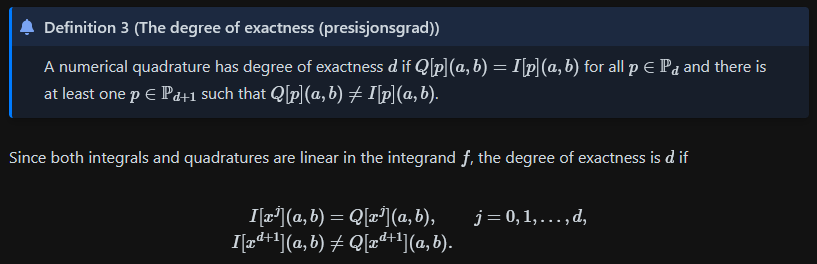 Definition 3 (The degree of exactness (presisjonsgrad))
A numerical quadrature has degree of exactness d if Q[p](a, b) = I[p](a, b) for all p ∈ ℙ_d and there is
at least one p ∈ ℙ_{d+1} such that Q[p](a, b) ≠ I[p](a, b).
Since both integrals and quadratures are linear in the integrand f, the degree of exactness is d if
I[x^j](a, b) = Q[x^j](a, b), j = 0, 1, …, d,
I[x^{d+1}](a, b) ≠ Q[x^{d+1}](a, b).